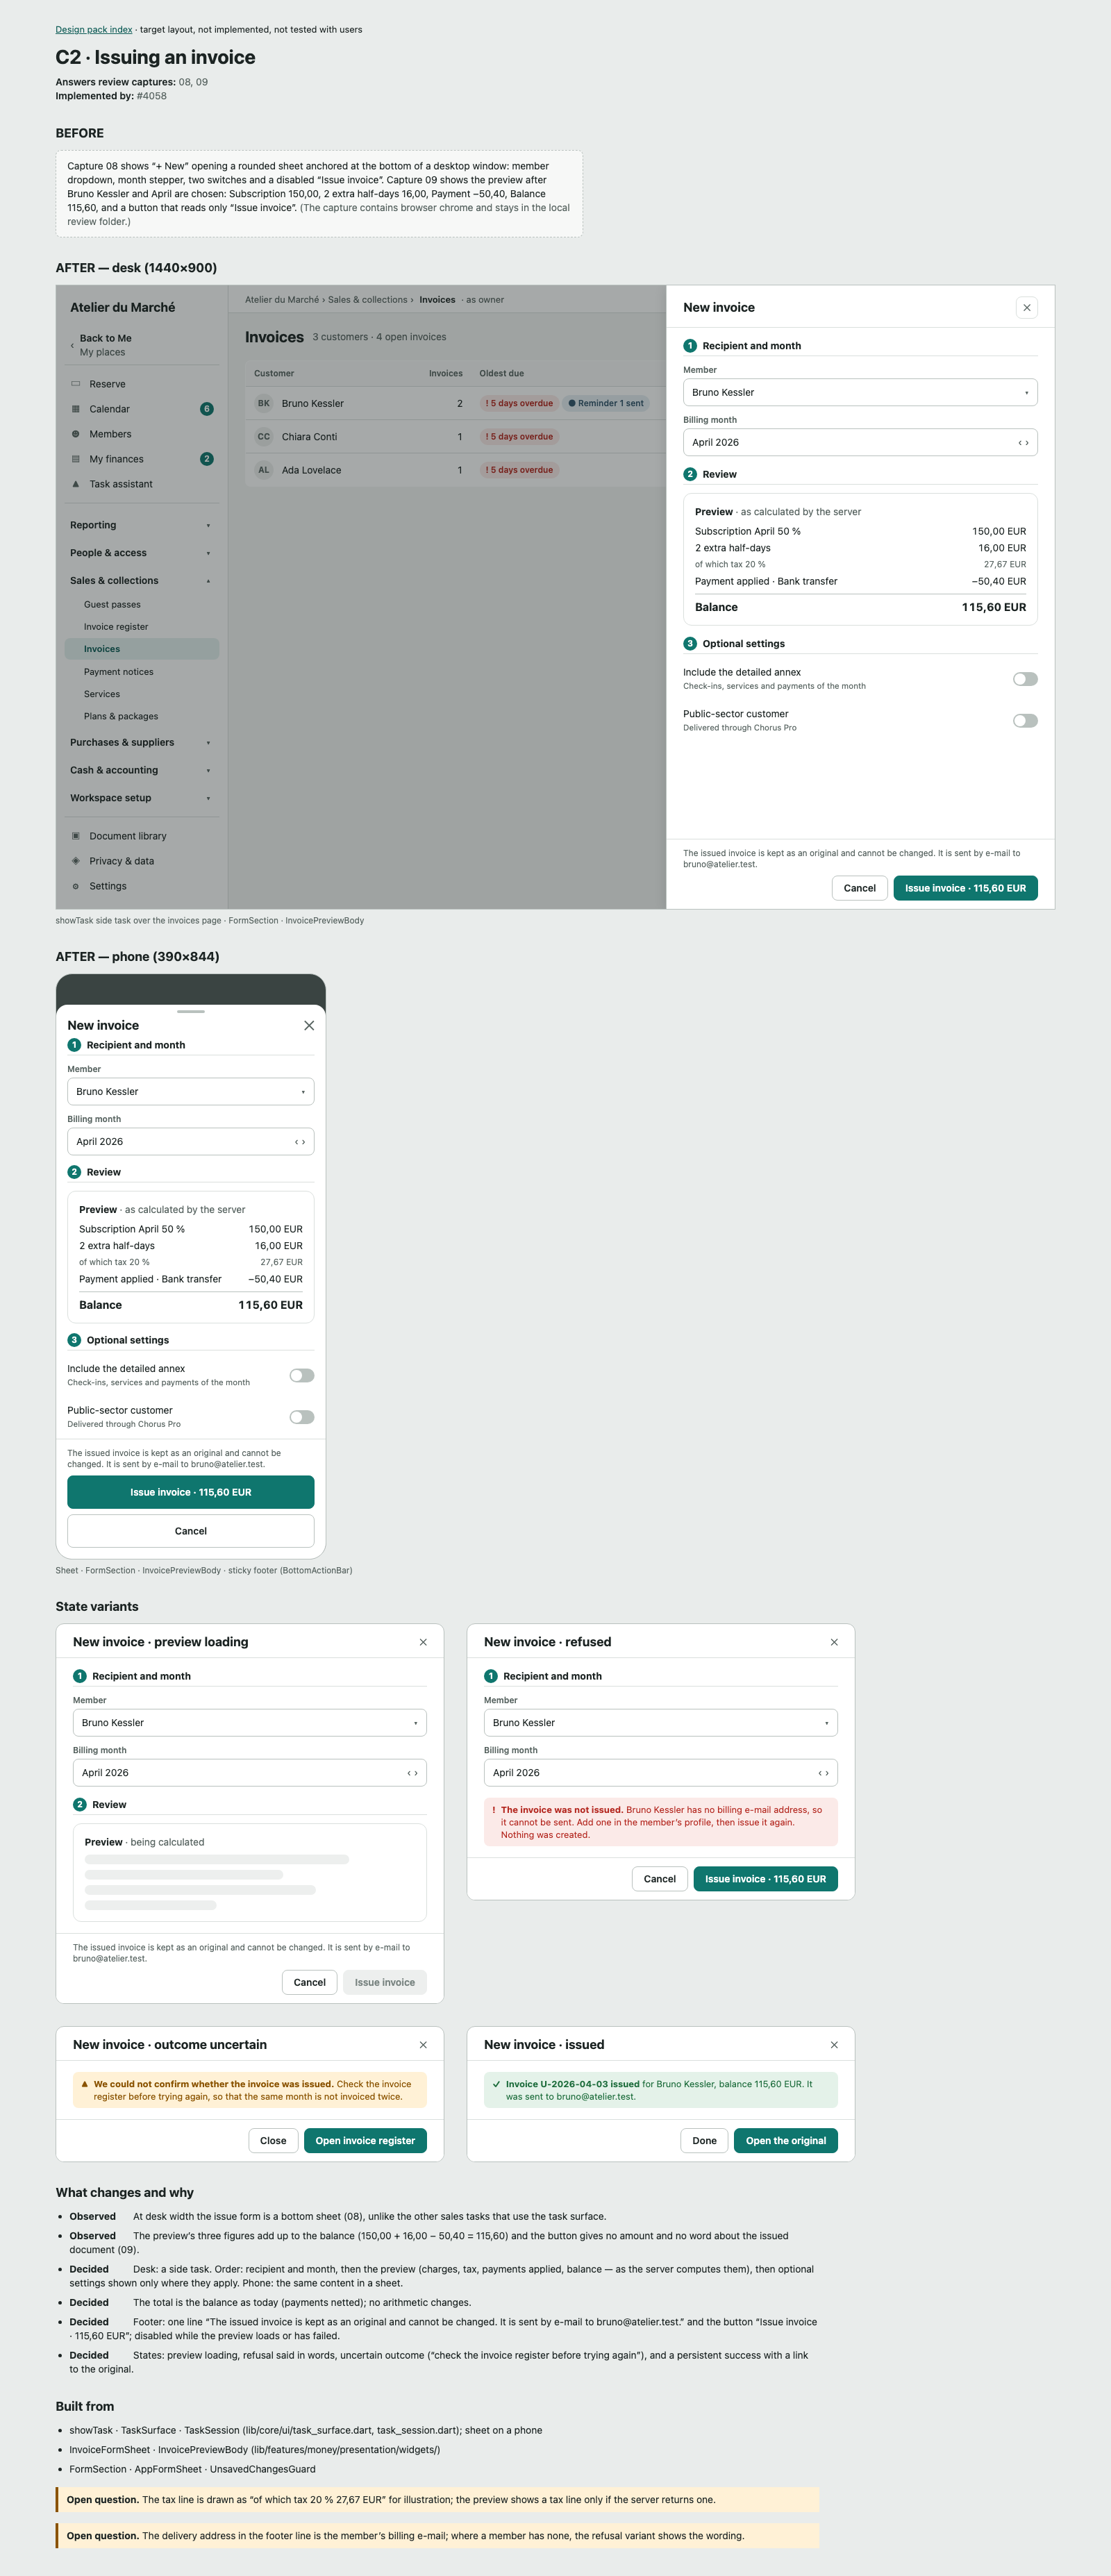 Design pack index · target layout, not implemented, not tested with users
C2 · Issuing an invoice
Answers review captures: 08, 09
Implemented by: #4058
BEFORE
Capture 08 shows “+ New” opening a rounded sheet anchored at the bottom of a desktop window: member
dropdown, month stepper, two switches and a disabled “Issue invoice”. Capture 09 shows the preview after
Bruno Kessler and April are chosen: Subscription 150,00, 2 extra half-days 16,00, Payment −50,40, Balance
115,60, and a button that reads only “Issue invoice”. (The capture contains browser chrome and stays in the local
review folder.)
AFTER — desk (1440×900)
Atelier du Marché
‹ Back to Me
My places
Reserve
Calendar 6
Members
My finances 2
Task assistant
Reporting
People & access
Sales & collections
Guest passes
Invoice register
Invoices
Payment notices
Services
Plans & packages
Purchases & suppliers
Cash & accounting
Workspace setup
Document library
Privacy & data
Settings
Atelier du Marché › Sales & collections › Invoices · as owner
Invoices 3 customers · 4 open invoices
Customer Invoices Oldest due
BK Bruno Kessler 2 ! 5 days overdue ● Reminder 1 sent
CC Chiara Conti 1 ! 5 days overdue
AL Ada Lovelace 1 ! 5 days overdue
New invoice
1 Recipient and month
Member
Bruno Kessler
Billing month
April 2026 ‹ ›
2 Review
Preview · as calculated by the server
Subscription April 50 % 150,00 EUR
2 extra half-days 16,00 EUR
of which tax 20 % 27,67 EUR
Payment applied · Bank transfer −50,40 EUR
Balance 115,60 EUR
3 Optional settings
Include the detailed annex
Check-ins, services and payments of the month
Public-sector customer
Delivered through Chorus Pro
The issued invoice is kept as an original and cannot be changed. It is sent by e-mail to
bruno@atelier.test.
Cancel Issue invoice · 115,60 EUR
showTask side task over the invoices page · FormSection · InvoicePreviewBody
AFTER — phone (390×844)
New invoice
1 Recipient and month
Member
Bruno Kessler
Billing month
April 2026 ‹ ›
2 Review
Preview · as calculated by the server
Subscription April 50 % 150,00 EUR
2 extra half-days 16,00 EUR
of which tax 20 % 27,67 EUR
Payment applied · Bank transfer −50,40 EUR
Balance 115,60 EUR
3 Optional settings
Include the detailed annex
Check-ins, services and payments of the month
Public-sector customer
Delivered through Chorus Pro
The issued invoice is kept as an original and cannot be
changed. It is sent by e-mail to bruno@atelier.test.
Issue invoice · 115,60 EUR
Cancel
Sheet · FormSection · InvoicePreviewBody · sticky footer (BottomActionBar)
State variants
New invoice · preview loading
1 Recipient and month
Member
Bruno Kessler
Billing month
April 2026 ‹ ›
2 Review
Preview · being calculated
The issued invoice is kept as an original and cannot be changed. It is sent by e-mail to
bruno@atelier.test.
Cancel Issue invoice
New invoice · refused
1 Recipient and month
Member
Bruno Kessler
Billing month
April 2026 ‹ ›
! The invoice was not issued. Bruno Kessler has no billing e-mail address, so
it cannot be sent. Add one in the member’s profile, then issue it again.
Nothing was created.
Cancel Issue invoice · 115,60 EUR
New invoice · outcome uncertain
▲ We could not confirm whether the invoice was issued. Check the invoice
register before trying again, so that the same month is not invoiced twice.
Close Open invoice register
New invoice · issued
✓ Invoice U-2026-04-03 issued for Bruno Kessler, balance 115,60 EUR. It
was sent to bruno@atelier.test.
Done Open the original
What changes and why
• Observed At desk width the issue form is a bottom sheet (08), unlike the other sales tasks that use the task surface.
• Observed The preview’s three figures add up to the balance (150,00 + 16,00 − 50,40 = 115,60) and the button gives no amount and no word about the issued
document (09).
• Decided Desk: a side task. Order: recipient and month, then the preview (charges, tax, payments applied, balance — as the server computes them), then optional
settings shown only where they apply. Phone: the same content in a sheet.
• Decided The total is the balance as today (payments netted); no arithmetic changes.
• Decided Footer: one line “The issued invoice is kept as an original and cannot be changed. It is sent by e-mail to bruno@atelier.test.” and the button “Issue invoice
· 115,60 EUR”; disabled while the preview loads or has failed.
• Decided States: preview loading, refusal said in words, uncertain outcome (“check the invoice register before trying again”), and a persistent success with a link
to the original.
Built from
• showTask · TaskSurface · TaskSession (lib/core/ui/task_surface.dart, task_session.dart); sheet on a phone
• InvoiceFormSheet · InvoicePreviewBody (lib/features/money/presentation/widgets/)
• FormSection · AppFormSheet · UnsavedChangesGuard
Open question. The tax line is drawn as “of which tax 20 % 27,67 EUR” for illustration; the preview shows a tax line only if the server returns one.
Open question. The delivery address in the footer line is the member’s billing e-mail; where a member has none, the refusal variant shows the wording.